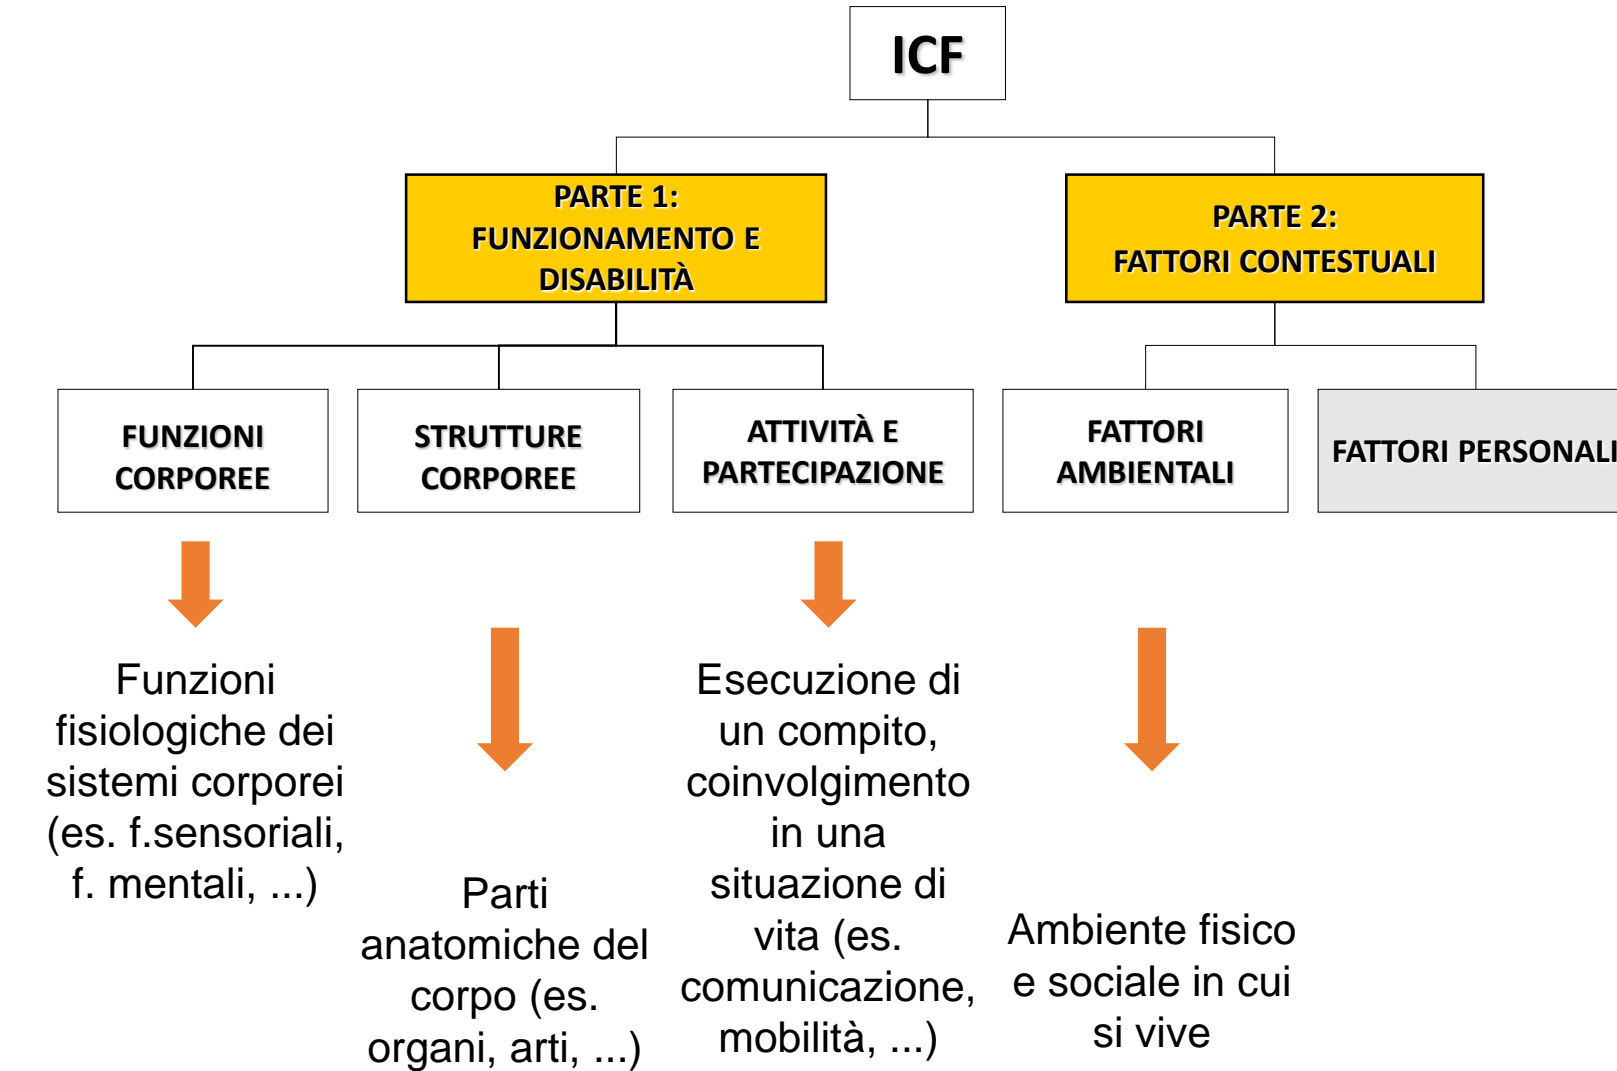 ICF
PARTE 1:
FUNZIONAMENTO E
DISABILITÀ
PARTE 2:
FATTORI CONTESTUALI
FUNZIONI
CORPOREE
STRUTTURE
CORPOREE
ATTIVITÀ E
PARTECIPAZIONE
FATTORI
AMBIENTALI
FATTORI PERSONALI
Funzioni
fisiologiche dei
sistemi corporei
(es. f.sensoriali,
f. mentali, ...)
Parti
anatomiche del
corpo (es.
organi, arti, ...)
Esecuzione di
un compito,
coinvolgimento
in una
situazione di
vita (es.
comunicazione,
mobilità, ...)
Ambiente fisico
e sociale in cui
si vive